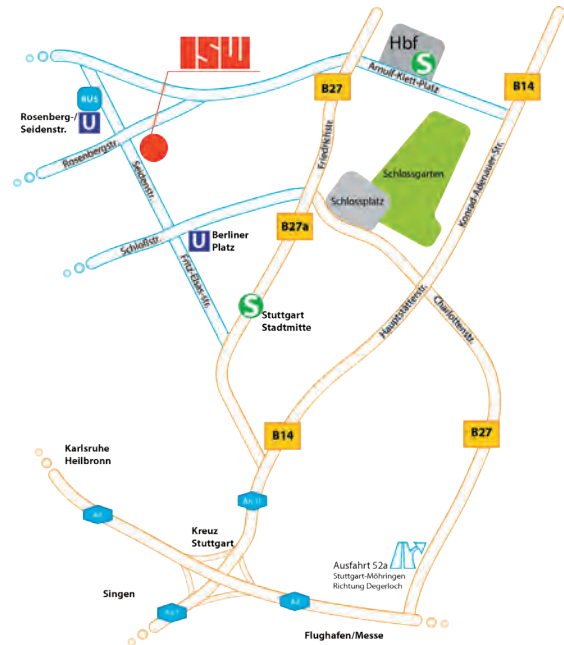 ISW
Hbf
S
Arnulf-Klett-Platz
B27
B14
BUS
U
Rosenberg-/
Seidenstr.
Rosenbergstr.
Seidenstr.
Friedrichstr.
Schlossgarten
Schlossplatz
Konrad-Adenauer-Str.
B27a
U
Berliner
Platz
Schloßstr.
Fritz-Elsas-str.
S
Stuttgart
Stadtmitte
Hauptstätterstr.
Charlottenstr.
B14
B27
Karlsruhe
Heilbronn
Kreuz
Stuttgart
Ausfahrt 52a
Stuttgart-Möhringen
Richtung Degerloch
Singen
Flughafen/Messe